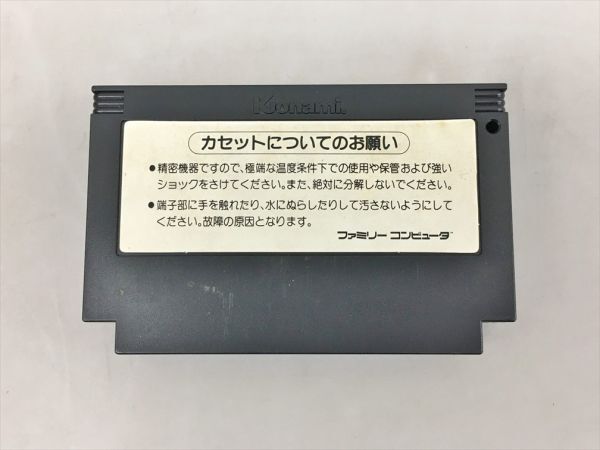 Konami
カセットについてのお願い
●精密機器ですので、極端な温度条件下での使用や保管および強い
ショックをさけてください。また、絶対に分解しないでください。
●端子部に手を触れたり、水にぬらしたりして汚さないようにして
ください。故障の原因となります。
ファミリー コンピュータ